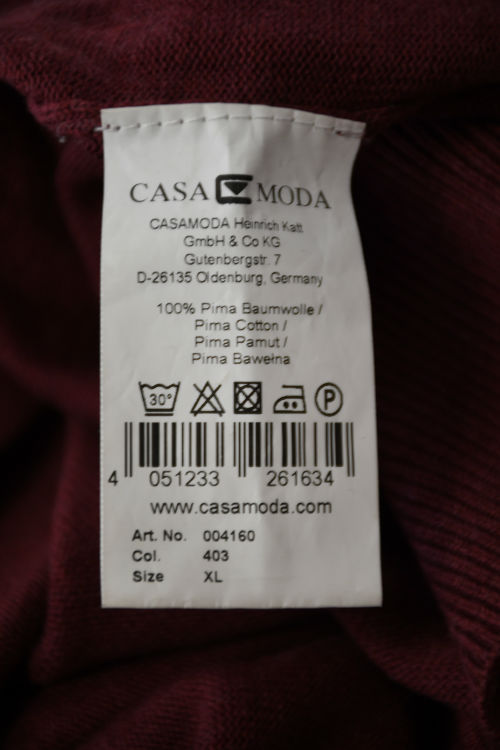 CASA MODA
CASAMODA Heinrich Katt
GmbH & Co KG
Gutenbergstr. 7
D-26135 Oldenburg, Germany
100% Pima Baumwolle /
Pima Cotton /
Pima Pamut /
Pima Bawełna
30° P
4 051233 261634
www.casamoda.com
Art. No. 004160
Col. 403
Size XL